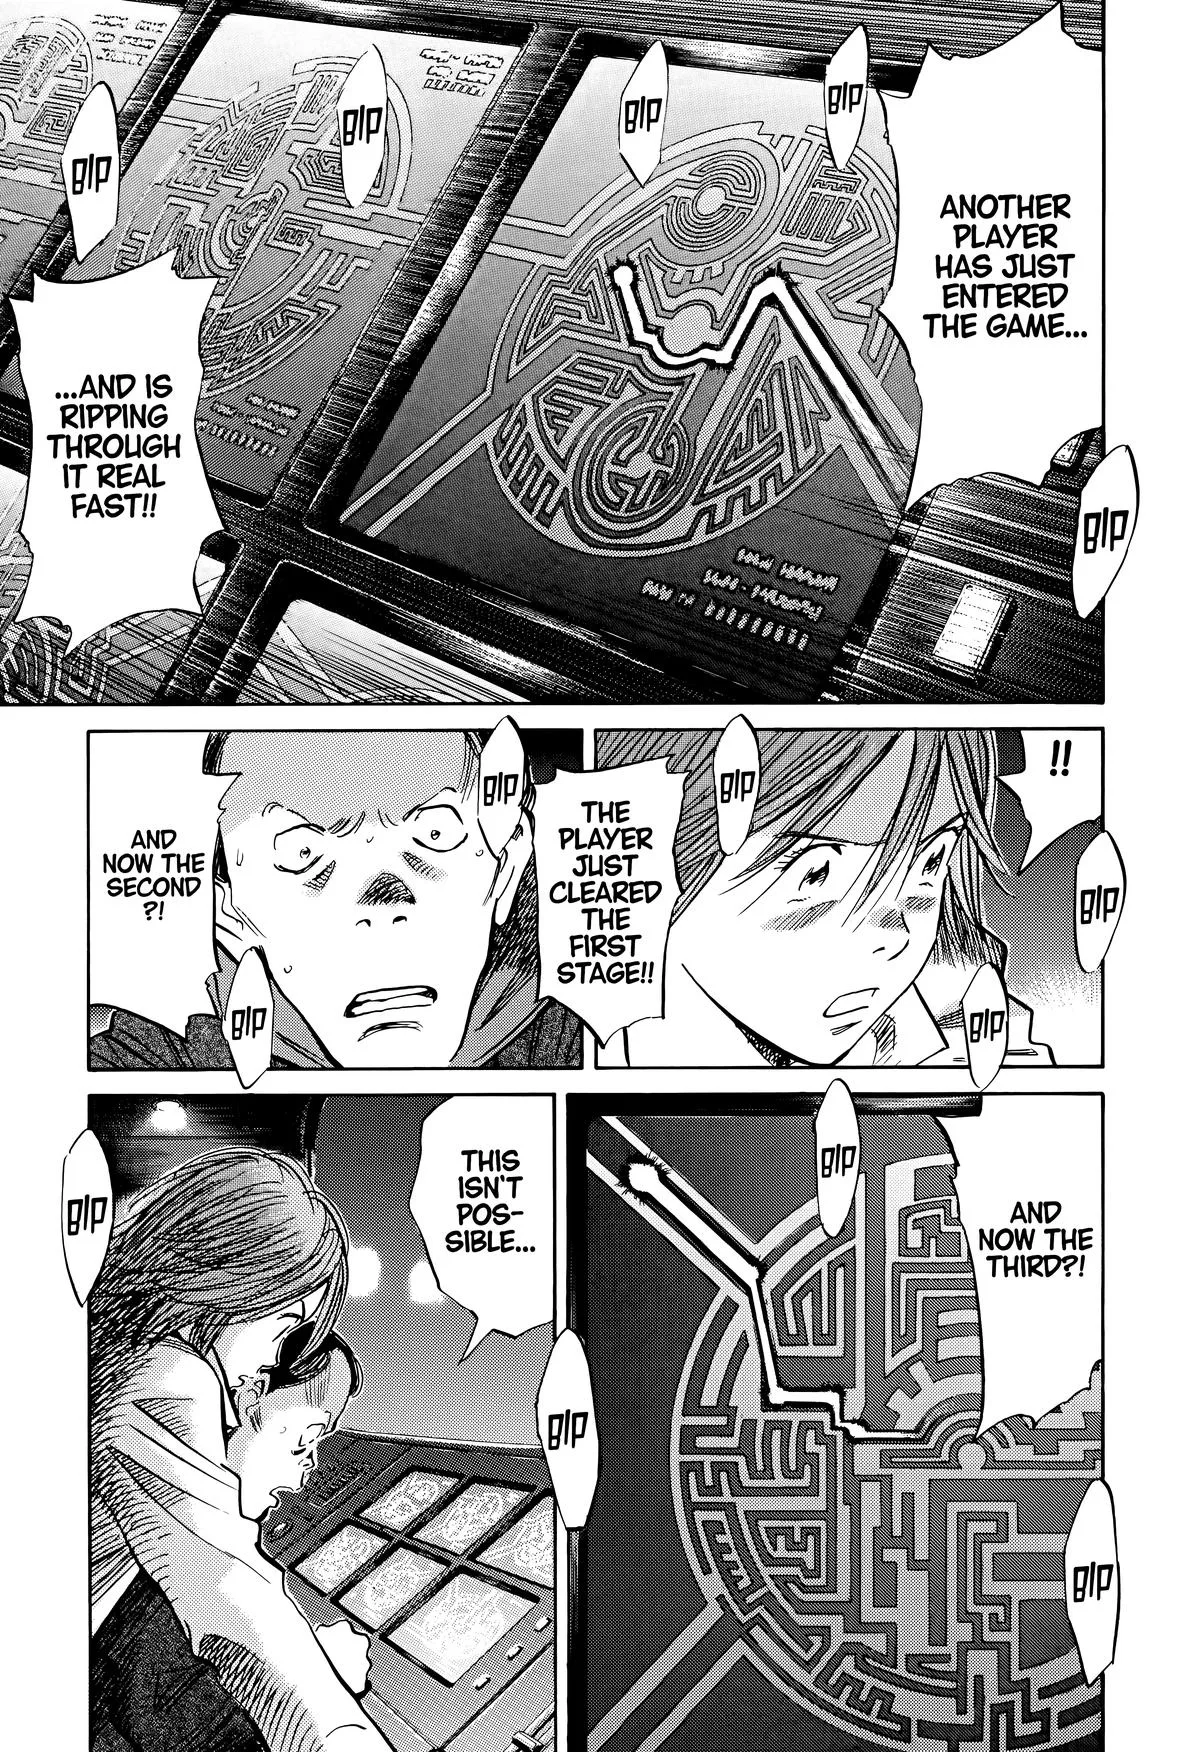 BIP
BIP
BIP
BIP
ANOTHER
PLAYER
HAS JUST
ENTERED
THE GAME...
...AND IS
RIPPING
THROUGH
IT REAL
FAST!!
BIP
!!
BIP
BIP
BIP
THE
PLAYER
JUST
CLEARED
THE
FIRST
STAGE!!
BIP
AND
NOW THE
SECOND
?!
BIP
BIP
AND
NOW THE
THIRD?!
BIP
BIP
THIS
ISN'T
POS-
SIBLE...
BIP